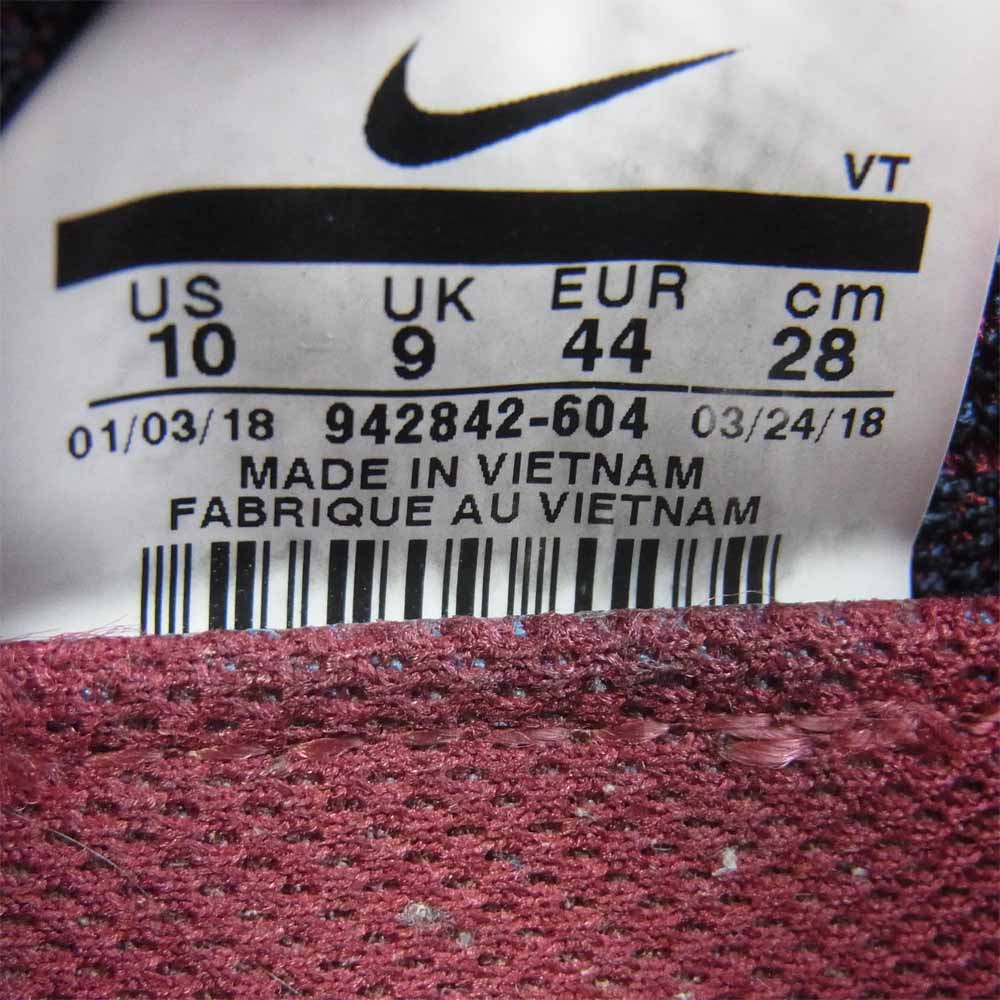 VT
US UK EUR cm
10 9 44 28
01/03/18 942842-604 03/24/18
MADE IN VIETNAM
FABRIQUE AU VIETNAM